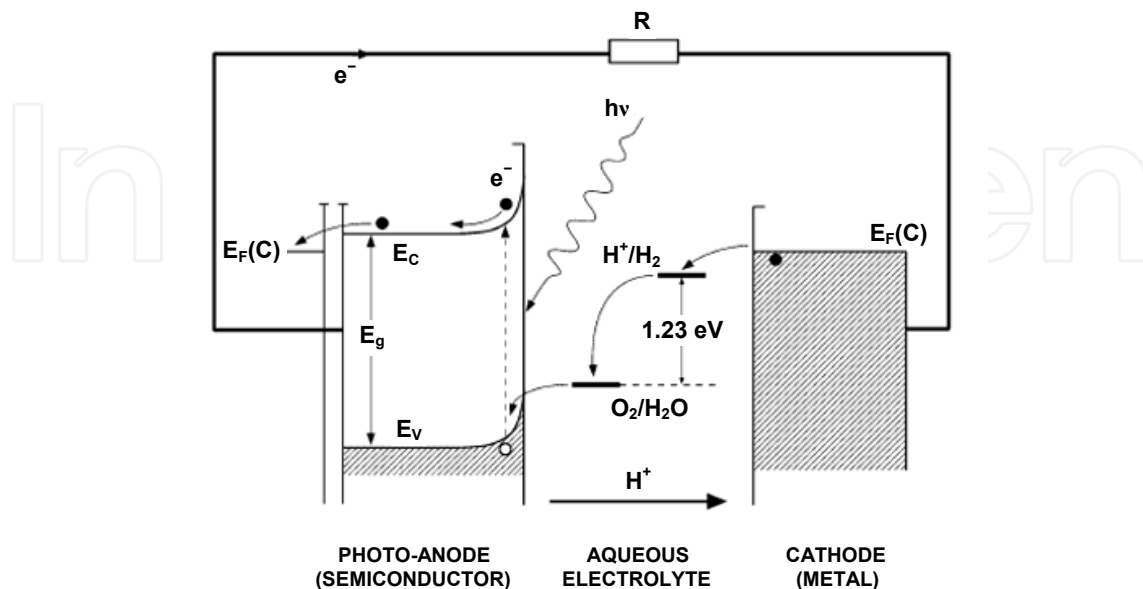 R
e⁻
hν
e⁻
E_F(C)
E_C
H⁺/H₂
E_F(C)
E_g
1.23 eV
O₂/H₂O
E_V
H⁺
PHOTO-ANODE
(SEMICONDUCTOR)
AQUEOUS
ELECTROLYTE
CATHODE
(METAL)